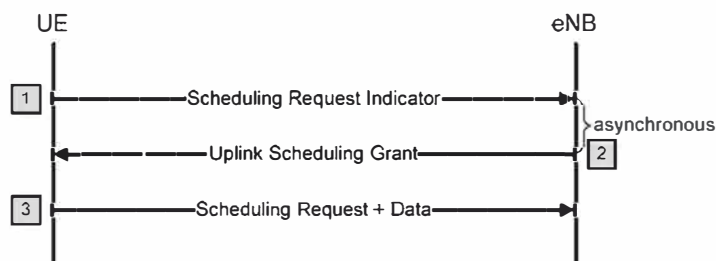 UE eNB
1 Scheduling Request Indicator
asynchronous
Uplink Scheduling Grant 2
3 Scheduling Request + Data